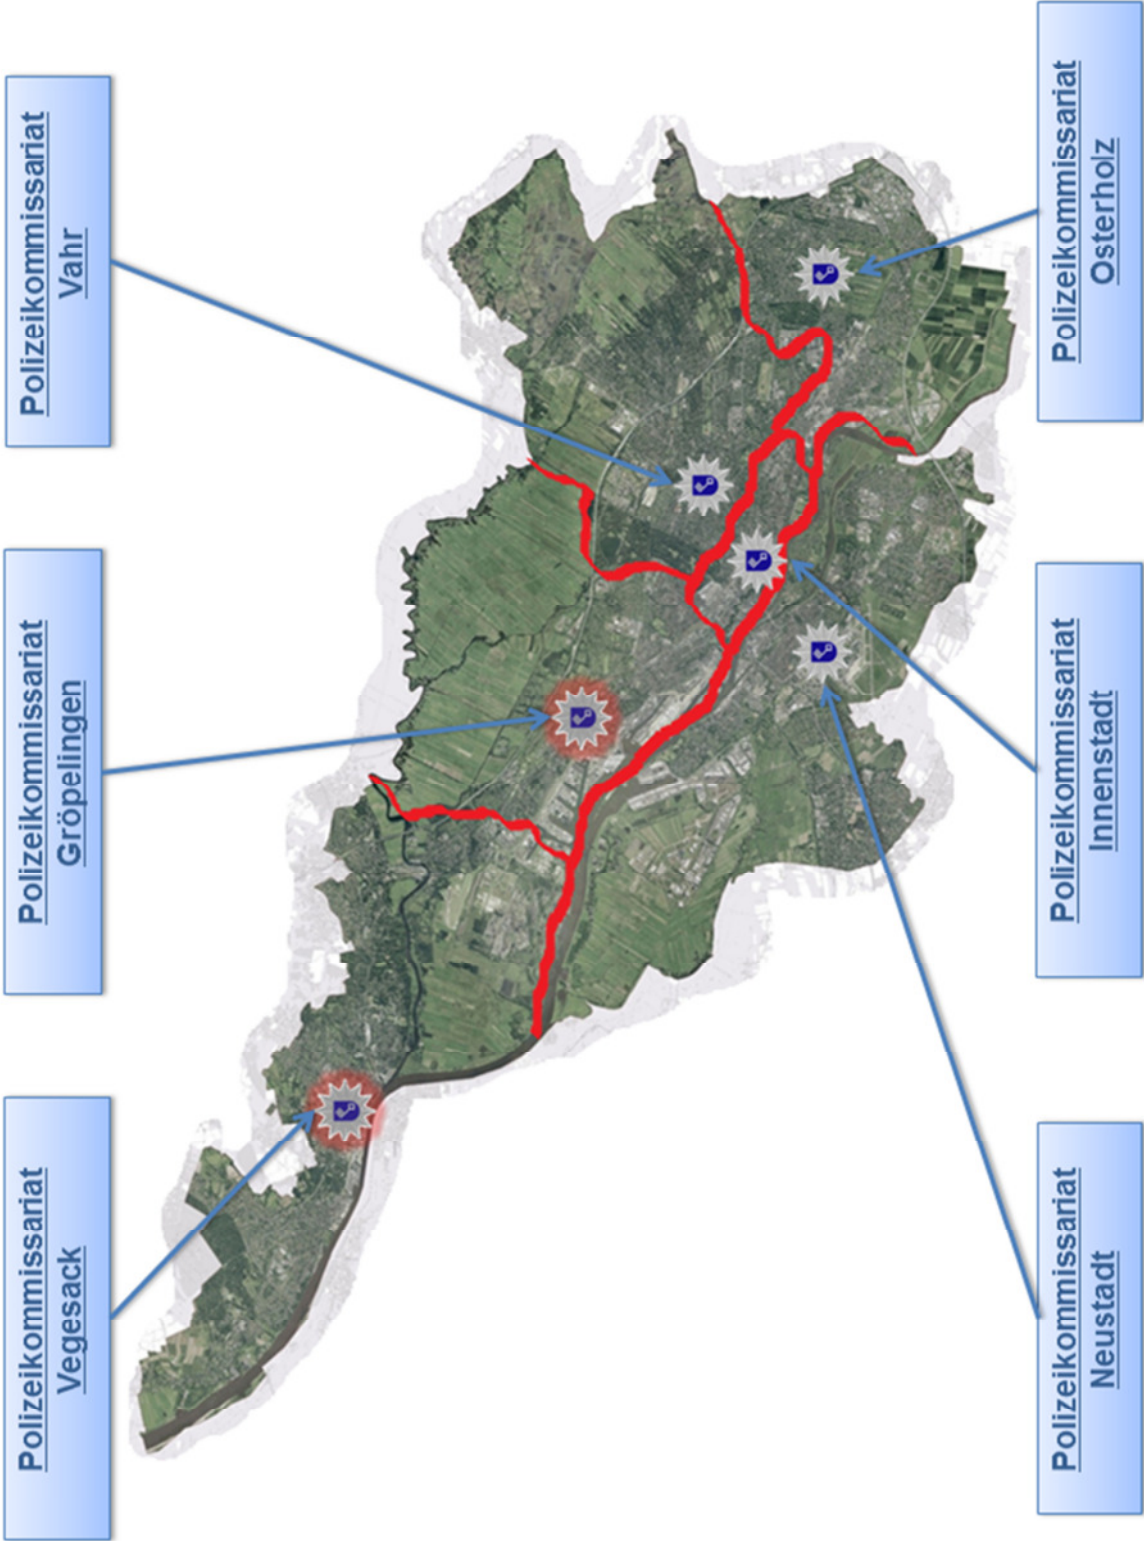 Polizeikommissariat
Vegesack
Polizeikommissariat
Gröpelingen
Polizeikommissariat
Vahr
Polizeikommissariat
Neustadt
Polizeikommissariat
Innenstadt
Polizeikommissariat
Osterholz